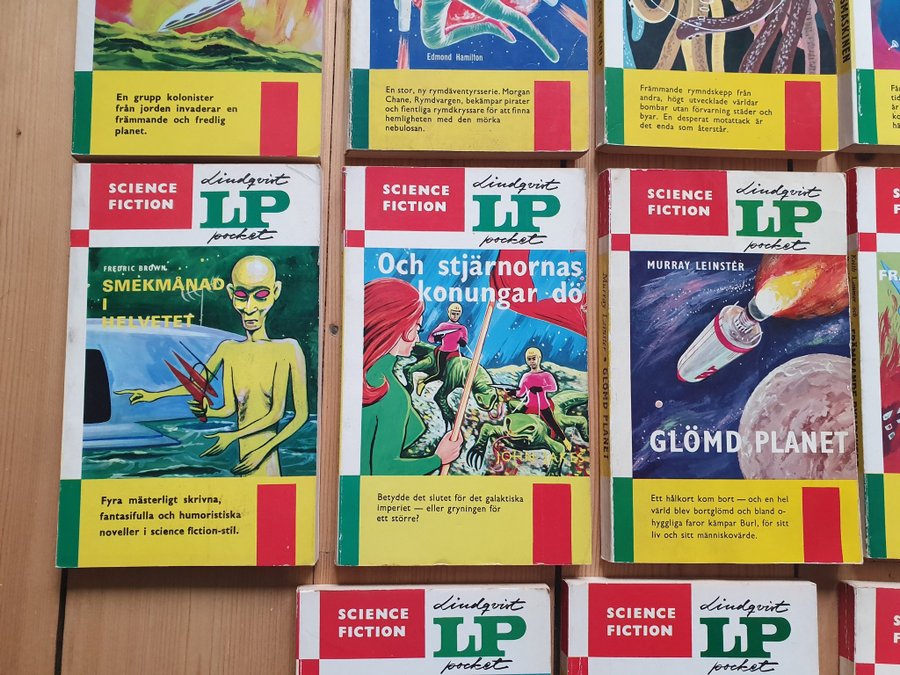 En grupp kolonister
från jorden invaderar en
främmande och fredlig
planet.
Edmond Hamilton
En stor, ny rymdäventyrsserie. Morgan
Chane, Rymdvargen, bekämpar pirater
och fientliga rymdkryssare för att finna
hemligheten med den mörka
nebulosan.
Främmande rymndskepp från
andra, högt utvecklade världar
bombar utan förvarning städer och
byar. En desperat motattack är
det enda som återstår.
SCIENCE
FICTION
Lindqvist
LP
pocket
FREDRIC BROWN
SMEKMÅNAD
I
HELVETET
Fyra mästerligt skrivna,
fantasifulla och humoristiska
noveller i science fiction-stil.
SCIENCE
FICTION
Lindqvist
LP
pocket
Och stjärnornas
konungar dö
JOHN JAKES
Betydde det slutet för det galaktiska
imperiet — eller gryningen för
ett större?
Murray Leinster • GLÖMD PLANET
SCIENCE
FICTION
Lindqvist
LP
pocket
MURRAY LEINSTER
GLÖMD PLANET
Ett hålkort kom bort — och en hel
värld blev bortglömd och bland o-
hyggliga faror kämpar Burl, för sitt
liv och sitt människovärde.
SCIENCE
FICTION
Lindqvist
LP
pocket
SCIENCE
FICTION
Lindqvist
LP
pocket